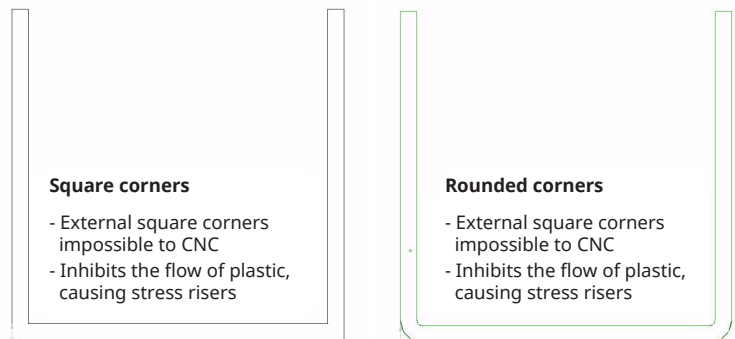 Square corners
- External square corners
impossible to CNC
- Inhibits the flow of plastic,
causing stress risers
Rounded corners
- External square corners
impossible to CNC
- Inhibits the flow of plastic,
causing stress risers